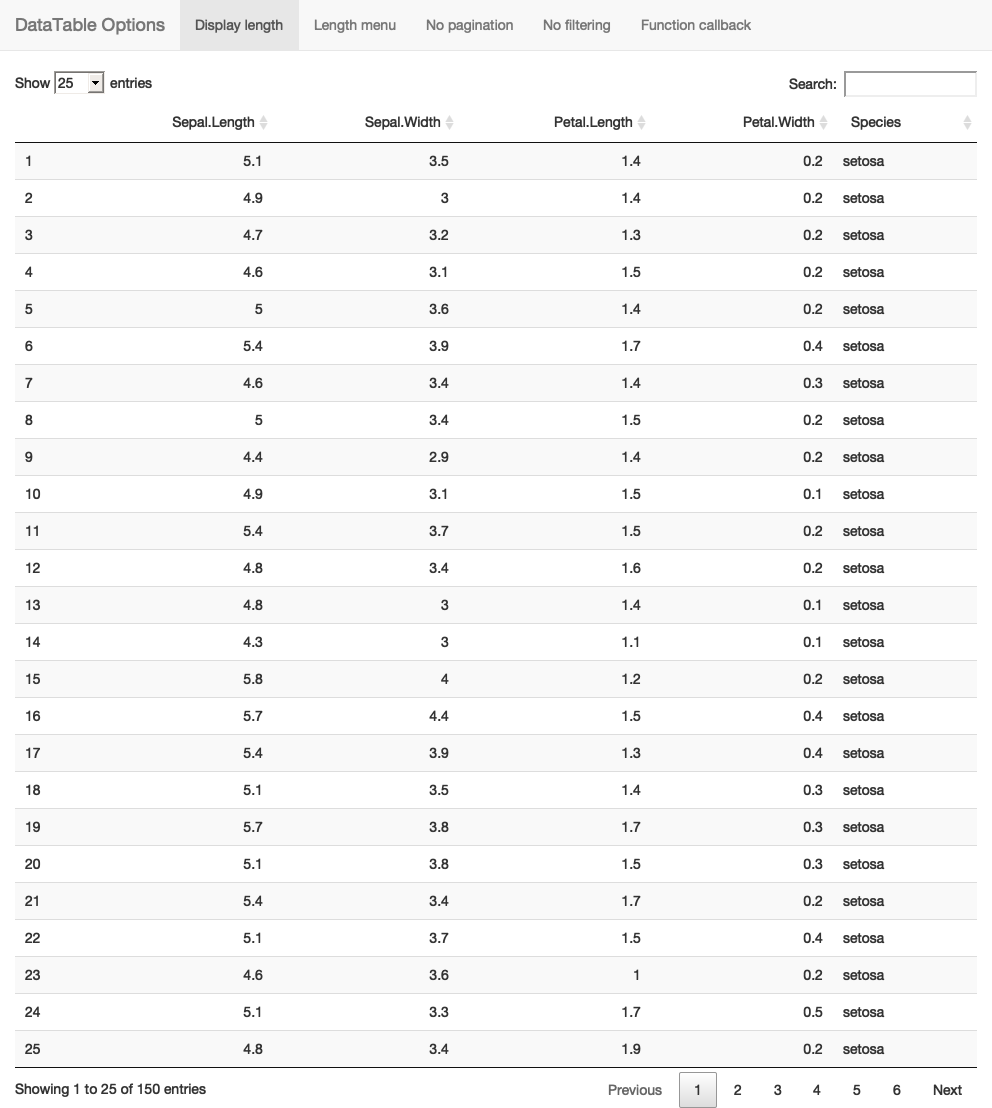 DataTable Options Display length Length menu No pagination No filtering Function callback
Show 25 entries Search:
Sepal.Length Sepal.Width Petal.Length Petal.Width Species
1 5.1 3.5 1.4 0.2 setosa
2 4.9 3 1.4 0.2 setosa
3 4.7 3.2 1.3 0.2 setosa
4 4.6 3.1 1.5 0.2 setosa
5 5 3.6 1.4 0.2 setosa
6 5.4 3.9 1.7 0.4 setosa
7 4.6 3.4 1.4 0.3 setosa
8 5 3.4 1.5 0.2 setosa
9 4.4 2.9 1.4 0.2 setosa
10 4.9 3.1 1.5 0.1 setosa
11 5.4 3.7 1.5 0.2 setosa
12 4.8 3.4 1.6 0.2 setosa
13 4.8 3 1.4 0.1 setosa
14 4.3 3 1.1 0.1 setosa
15 5.8 4 1.2 0.2 setosa
16 5.7 4.4 1.5 0.4 setosa
17 5.4 3.9 1.3 0.4 setosa
18 5.1 3.5 1.4 0.3 setosa
19 5.7 3.8 1.7 0.3 setosa
20 5.1 3.8 1.5 0.3 setosa
21 5.4 3.4 1.7 0.2 setosa
22 5.1 3.7 1.5 0.4 setosa
23 4.6 3.6 1 0.2 setosa
24 5.1 3.3 1.7 0.5 setosa
25 4.8 3.4 1.9 0.2 setosa
Showing 1 to 25 of 150 entries Previous 1 2 3 4 5 6 Next